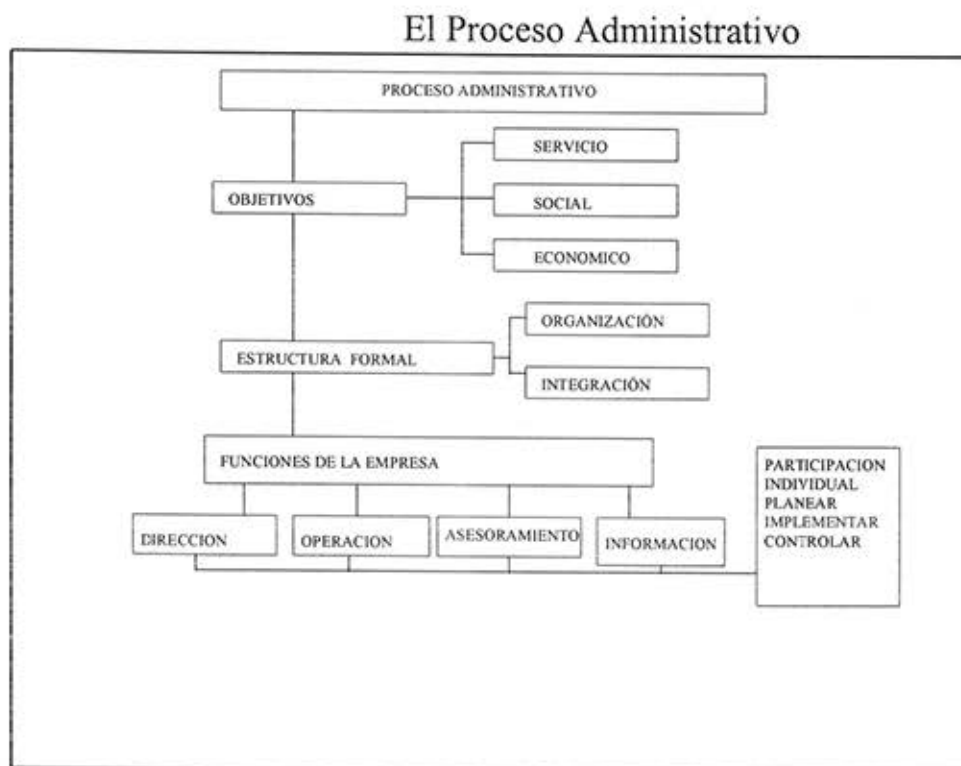 El Proceso Administrativo
PROCESO ADMINISTRATIVO
SERVICIO
OBJETIVOS
SOCIAL
ECONOMICO
ORGANIZACIÓN
ESTRUCTURA FORMAL
INTEGRACIÓN
FUNCIONES DE LA EMPRESA
PARTICIPACION
INDIVIDUAL
PLANEAR
IMPLEMENTAR
CONTROLAR
DIRECCION
OPERACION
ASESORAMIENTO
INFORMACION